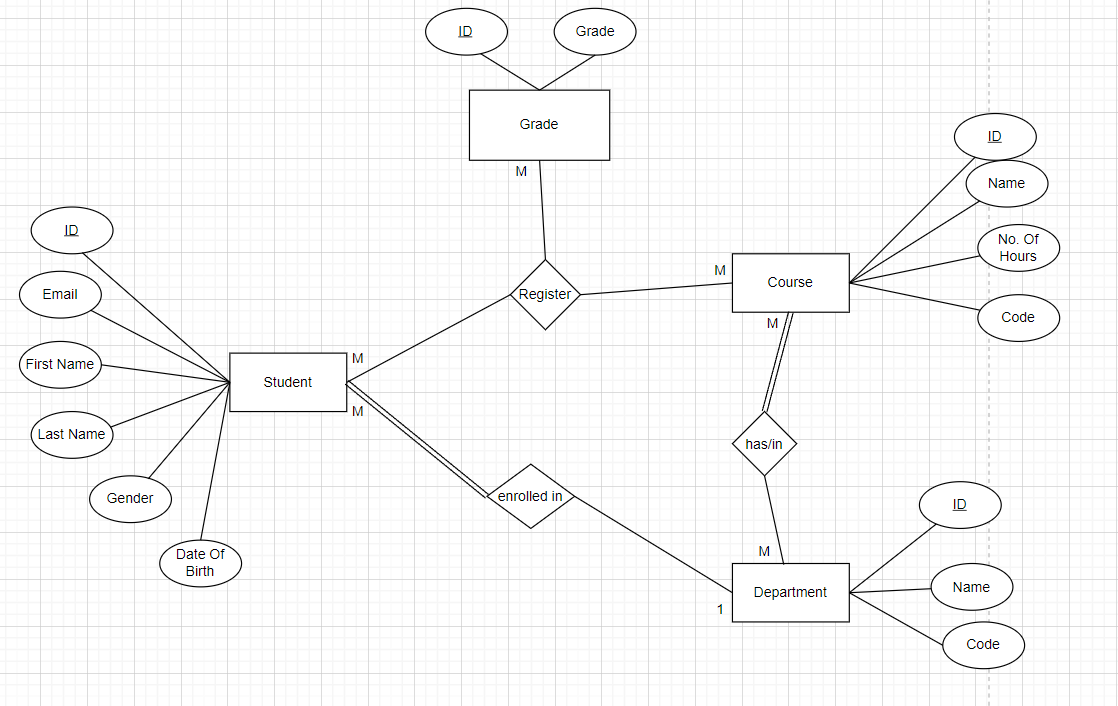 ID
Grade
Grade
M
ID
Name
No. Of
Hours
Code
Course
M
M
Register
ID
Email
First Name
Last Name
Gender
Date Of
Birth
Student
M
M
enrolled in
has/in
M
Department
1
ID
Name
Code